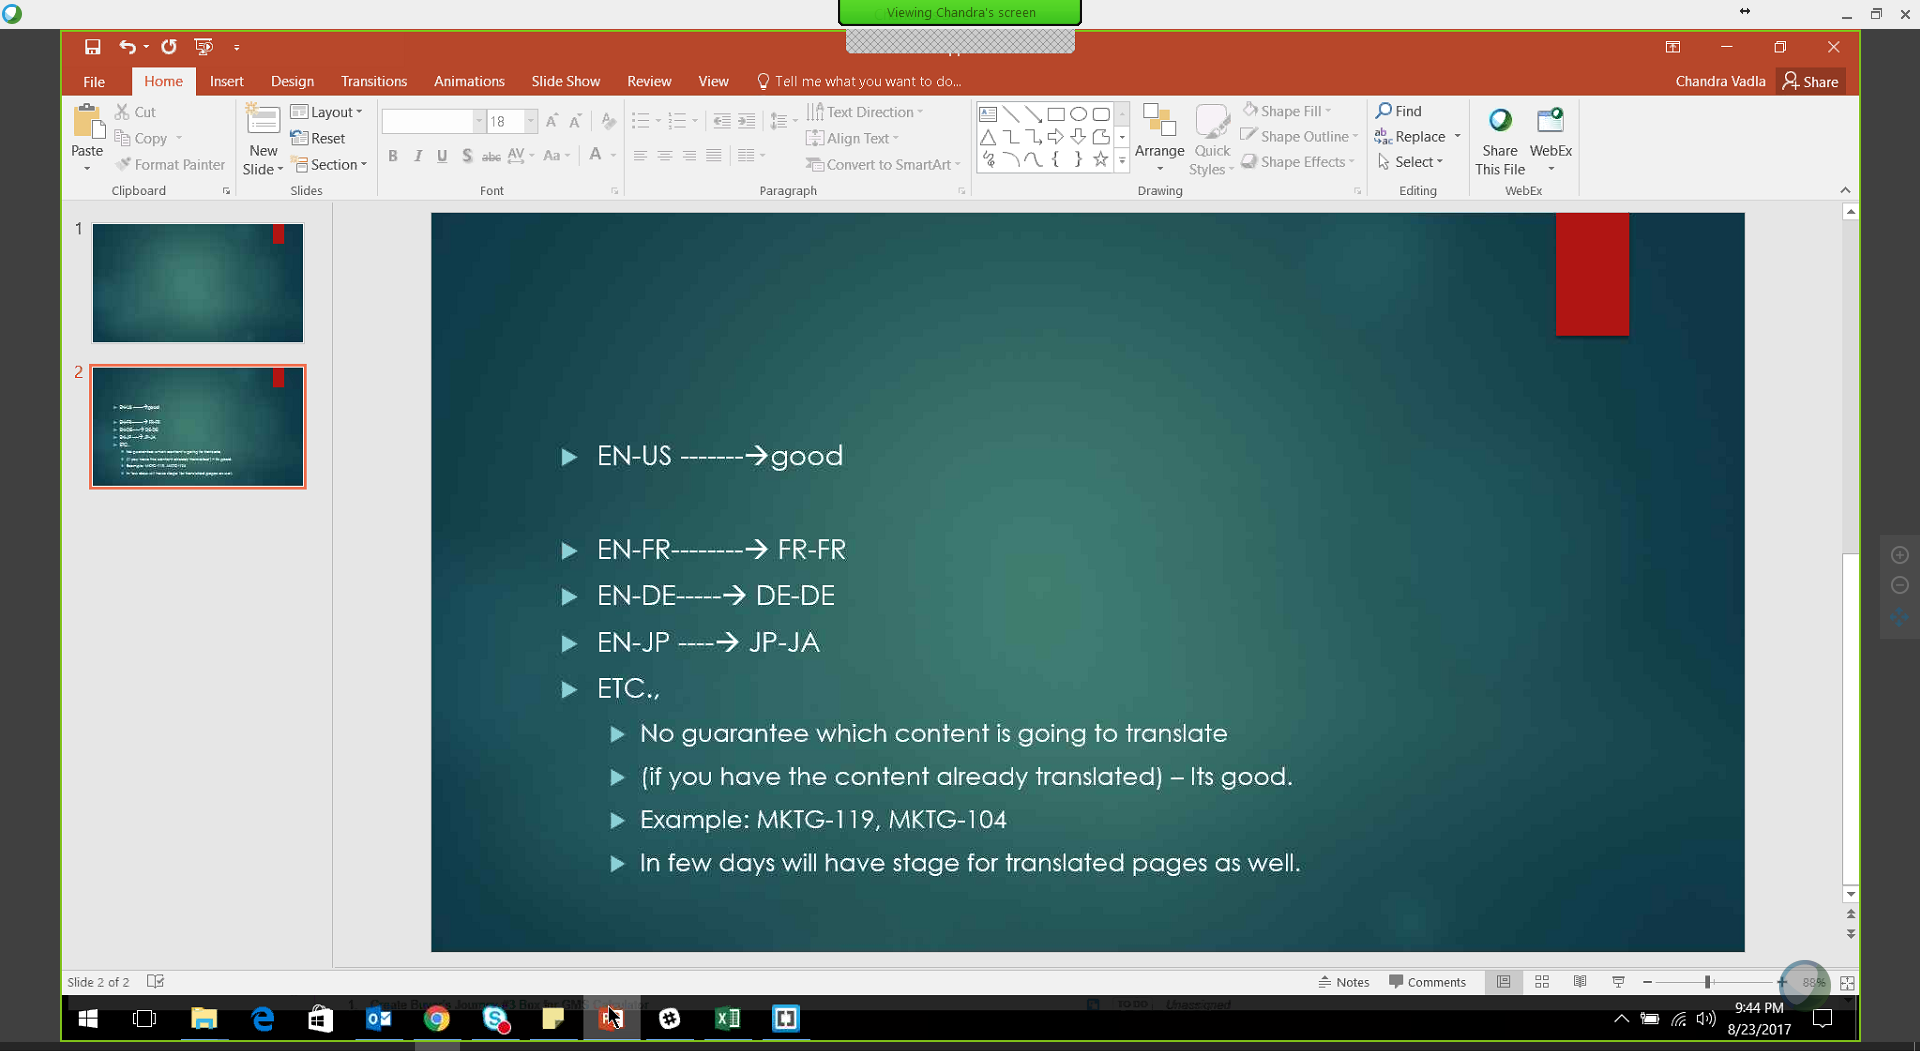 Viewing Chandra's screen
File
Home
Insert
Design
Transitions
Animations
Slide Show
Review
View
Tell me what you want to do...
Chandra Vadla
Share
Paste
Cut
Copy
Format Painter
Clipboard
New Slide
Layout
Reset
Section
Slides
18
B I U S abc AV Aa A
Font
Text Direction
Align Text
Convert to SmartArt
Paragraph
Arrange
Quick Styles
Shape Fill
Shape Outline
Shape Effects
Drawing
Find
Replace
Select
Editing
Share This File
WebEx
WebEx
1
2
EN-US ------->good
EN-FR--------> FR-FR
EN-DE-----> DE-DE
EN-JP ----> JP-JA
ETC.,
No guarantee which content is going to translate
(if you have the content already translated) – Its good.
Example: MKTG-119, MKTG-104
In few days will have stage for translated pages as well.
Slide 2 of 2
Notes
Comments
88%
9:44 PM
8/23/2017